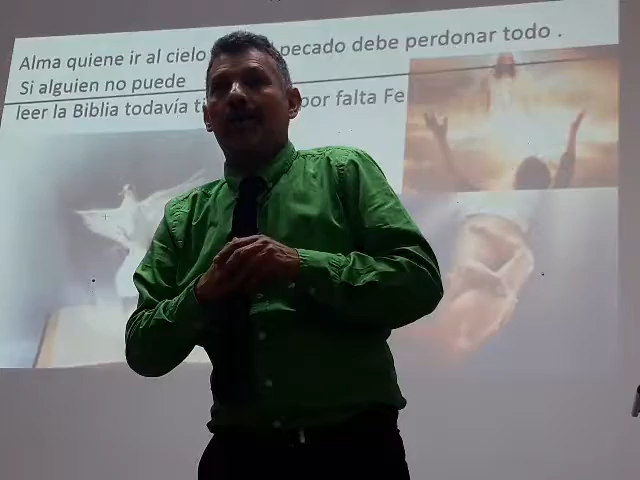 Alma quiene ir al cielo pecado debe perdonar todo .
Si alguien no puede
leer la Biblia todavía por falta Fe